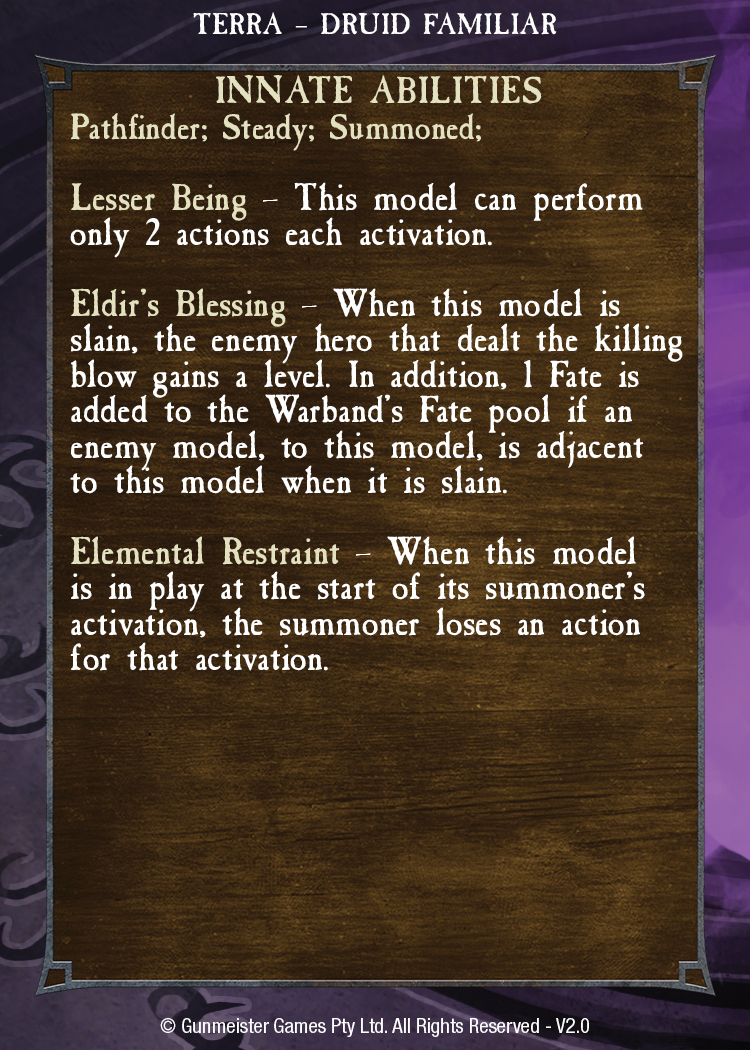 TERRA – DRUID FAMILIAR
INNATE ABILITIES
Pathfinder; Steady; Summoned;
Lesser Being – This model can perform
only 2 actions each activation.
Eldir's Blessing – When this model is
slain, the enemy hero that dealt the killing
blow gains a level. In addition, 1 Fate is
added to the Warband's Fate pool if an
enemy model, to this model, is adjacent
to this model when it is slain.
Elemental Restraint – When this model
is in play at the start of its summoner's
activation, the summoner loses an action
for that activation.
© Gunmeister Games Pty Ltd. All Rights Reserved - V2.0